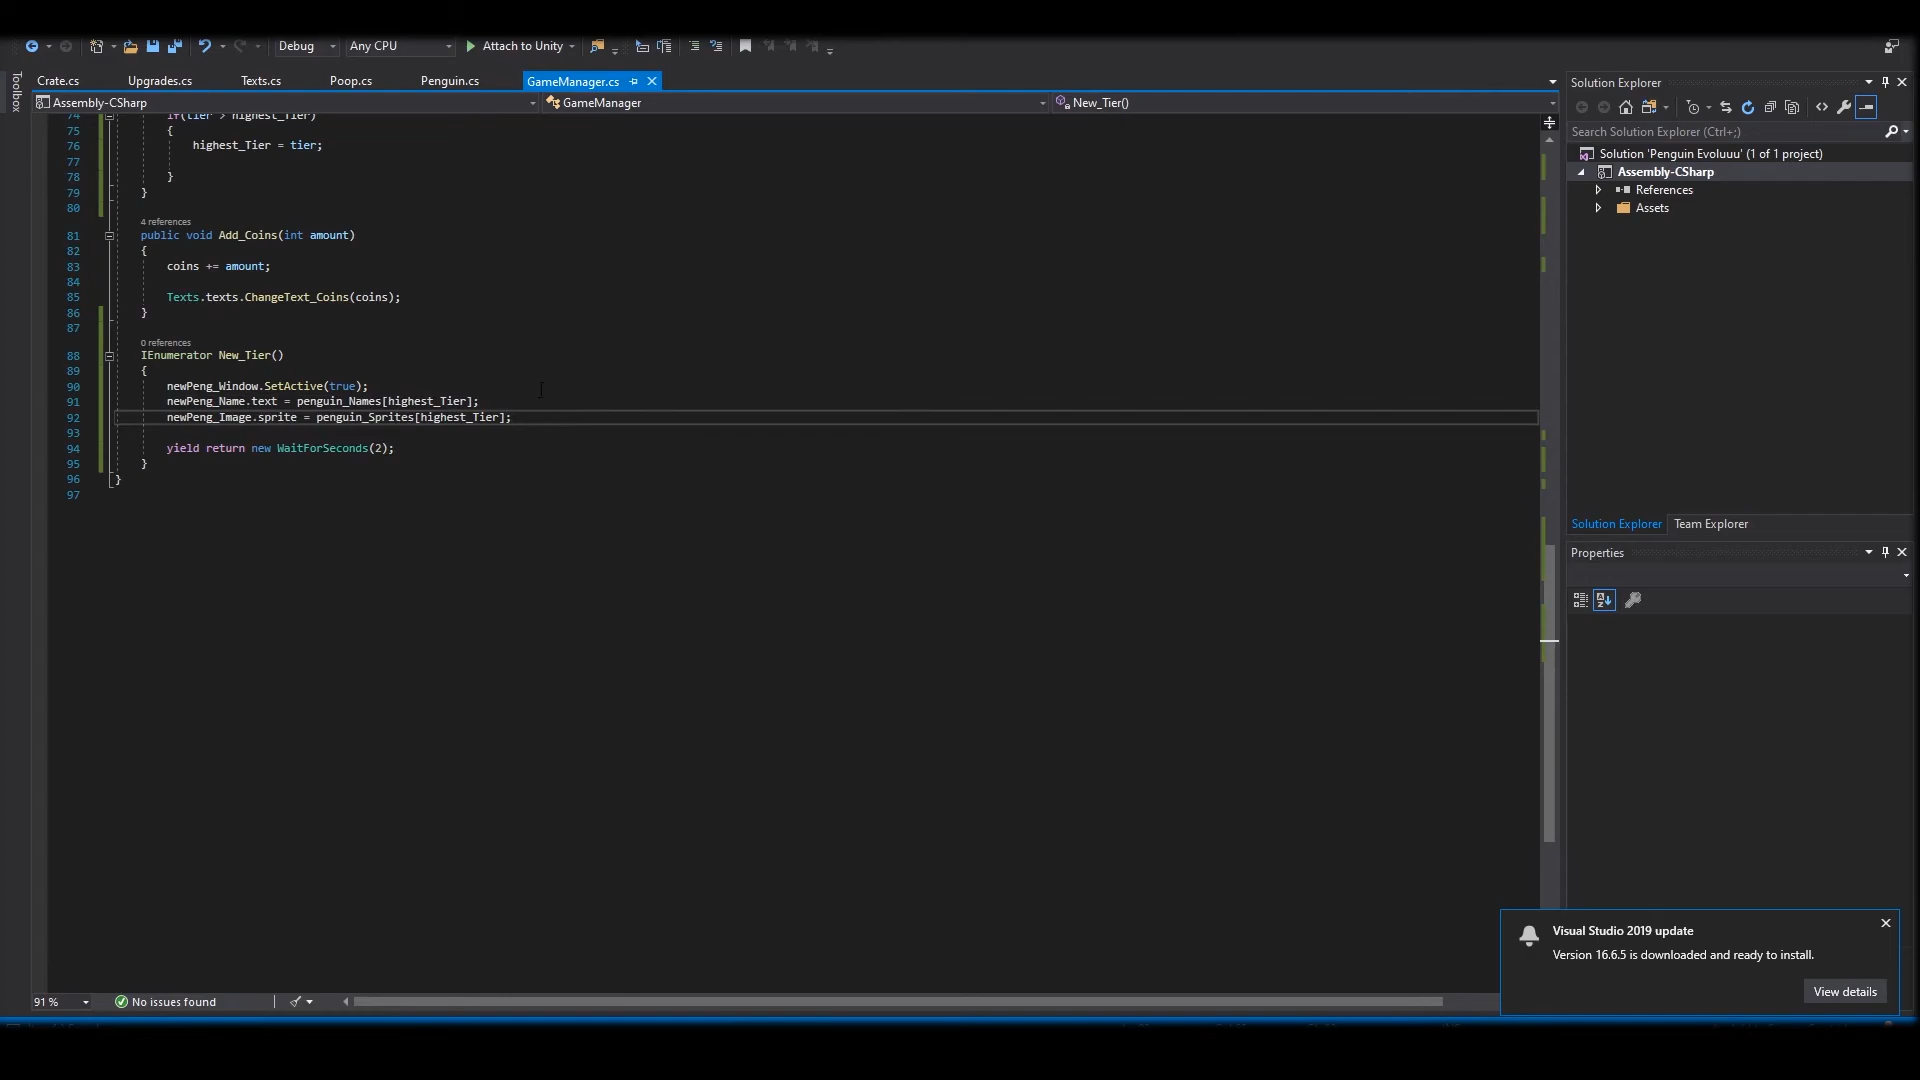 Debug
Any CPU
Attach to Unity
Toolbox
Crate.cs
Upgrades.cs
Texts.cs
Poop.cs
Penguin.cs
GameManager.cs
Assembly-CSharp
GameManager
New_Tier()
74 if(tier > highest_Tier)
75 {
76 highest_Tier = tier;
77
78 }
79 }
80
4 references
81 public void Add_Coins(int amount)
82 {
83 coins += amount;
84
85 Texts.texts.ChangeText_Coins(coins);
86 }
87
0 references
88 IEnumerator New_Tier()
89 {
90 newPeng_Window.SetActive(true);
91 newPeng_Name.text = penguin_Names[highest_Tier];
92 newPeng_Image.sprite = penguin_Sprites[highest_Tier];
93
94 yield return new WaitForSeconds(2);
95 }
96 }
97
91 %
No issues found
Solution Explorer
Search Solution Explorer (Ctrl+;)
Solution 'Penguin Evoluuu' (1 of 1 project)
Assembly-CSharp
References
Assets
Solution Explorer
Team Explorer
Properties
Visual Studio 2019 update
Version 16.6.5 is downloaded and ready to install.
View details